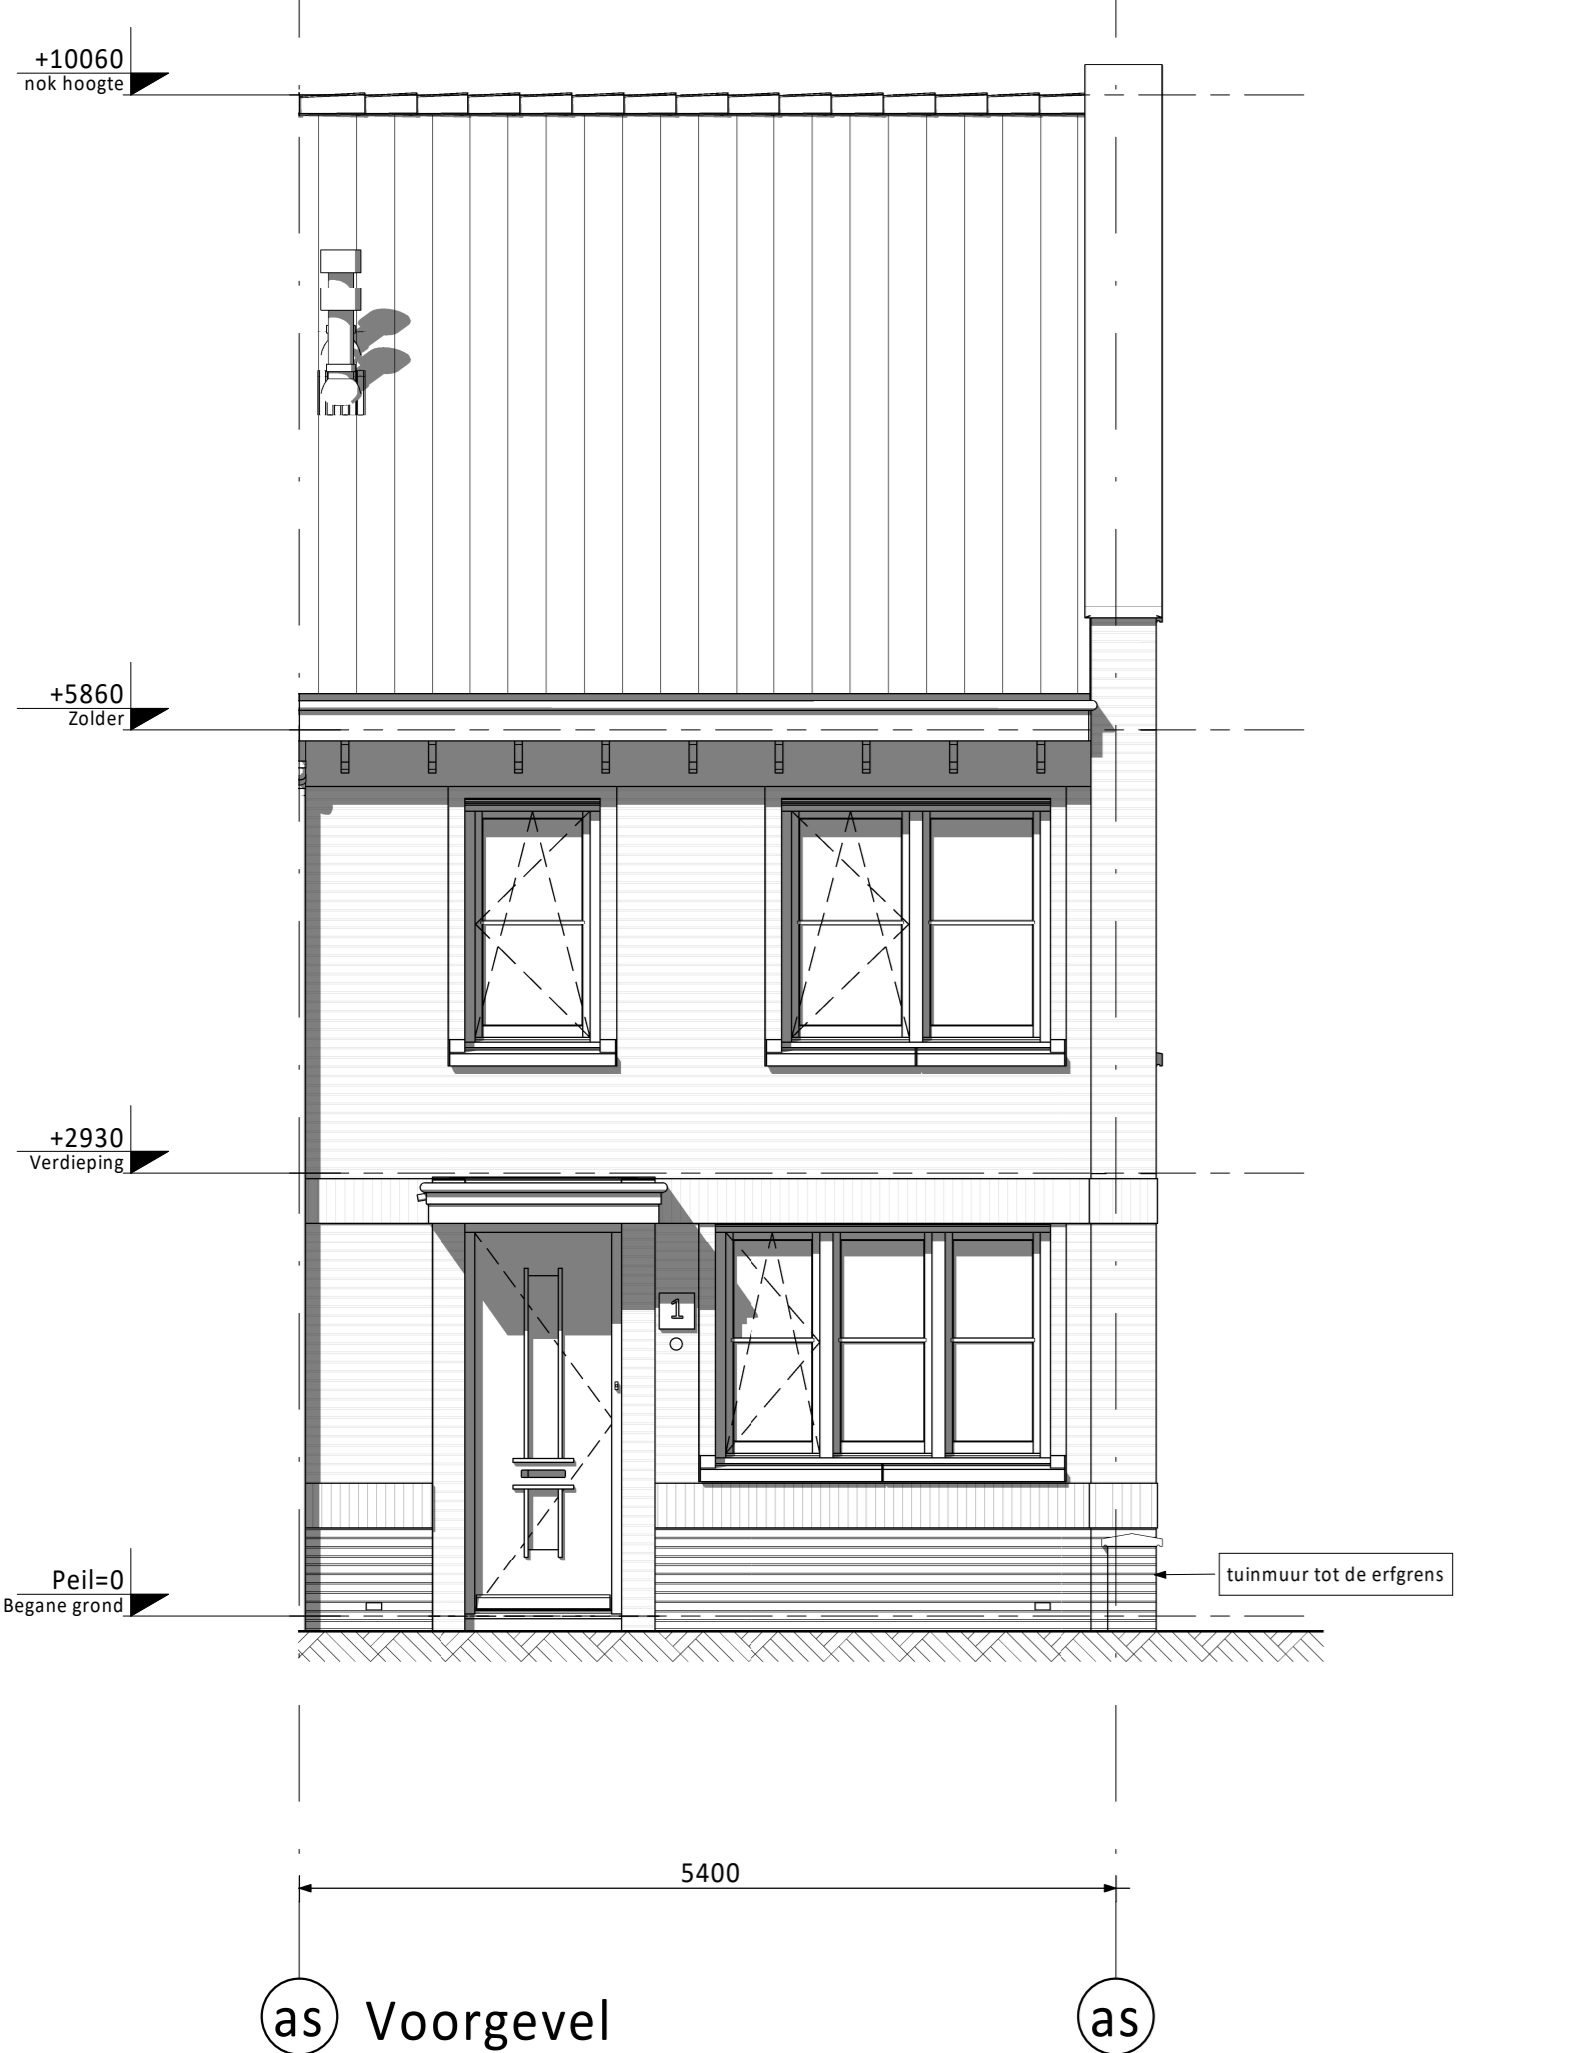 +10060
nok hoogte
+5860
Zolder
+2930
Verdieping
1
Peil=0
Begane grond
tuinmuur tot de erfgrens
5400
as
Voorgevel
as